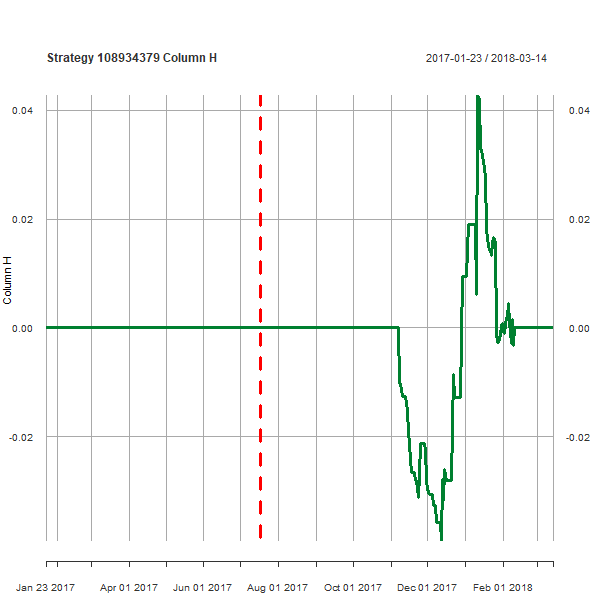 Strategy 108934379 Column H
2017-01-23 / 2018-03-14
0.04
0.04
0.02
0.02
Column H
0.00
0.00
-0.02
-0.02
Jan 23 2017
Apr 01 2017
Jun 01 2017
Aug 01 2017
Oct 01 2017
Dec 01 2017
Feb 01 2018